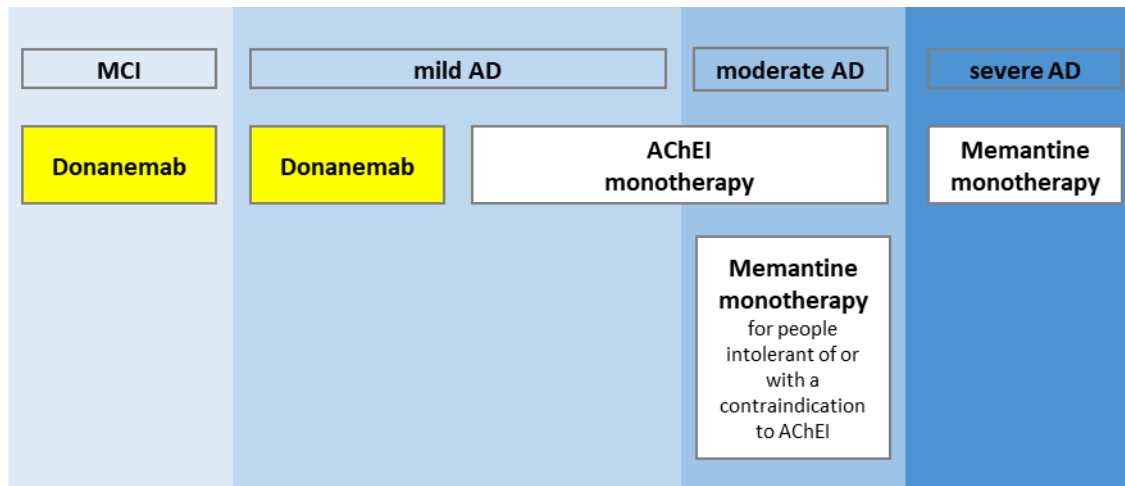 MCI
mild AD
moderate AD
severe AD
Donanemab
Donanemab
AChEI
monotherapy
Memantine
monotherapy
Memantine
monotherapy
for people
intolerant of or
with a
contraindication
to AChEI